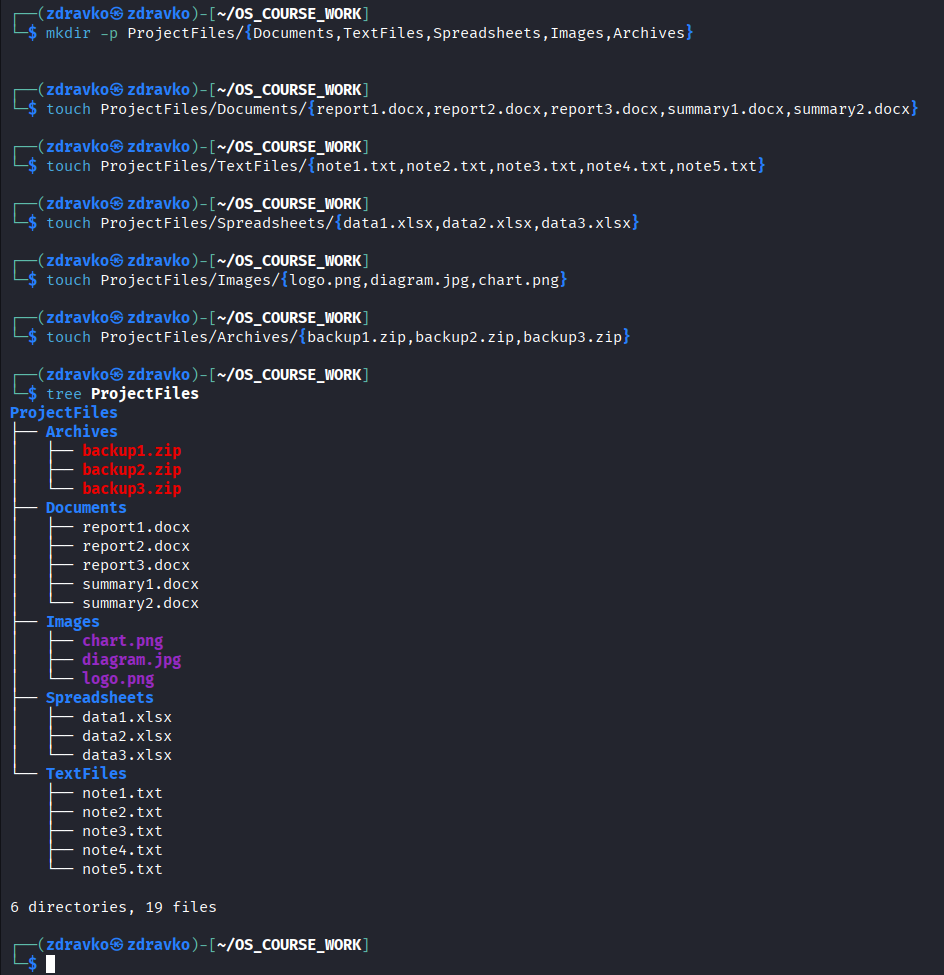 ┌──(zdravko㉿zdravko)-[~/OS_COURSE_WORK]
└─$ mkdir -p ProjectFiles/{Documents,TextFiles,Spreadsheets,Images,Archives}
┌──(zdravko㉿zdravko)-[~/OS_COURSE_WORK]
└─$ touch ProjectFiles/Documents/{report1.docx,report2.docx,report3.docx,summary1.docx,summary2.docx}
┌──(zdravko㉿zdravko)-[~/OS_COURSE_WORK]
└─$ touch ProjectFiles/TextFiles/{note1.txt,note2.txt,note3.txt,note4.txt,note5.txt}
┌──(zdravko㉿zdravko)-[~/OS_COURSE_WORK]
└─$ touch ProjectFiles/Spreadsheets/{data1.xlsx,data2.xlsx,data3.xlsx}
┌──(zdravko㉿zdravko)-[~/OS_COURSE_WORK]
└─$ touch ProjectFiles/Images/{logo.png,diagram.jpg,chart.png}
┌──(zdravko㉿zdravko)-[~/OS_COURSE_WORK]
└─$ touch ProjectFiles/Archives/{backup1.zip,backup2.zip,backup3.zip}
┌──(zdravko㉿zdravko)-[~/OS_COURSE_WORK]
└─$ tree ProjectFiles
ProjectFiles
├── Archives
│   ├── backup1.zip
│   ├── backup2.zip
│   └── backup3.zip
├── Documents
│   ├── report1.docx
│   ├── report2.docx
│   ├── report3.docx
│   ├── summary1.docx
│   └── summary2.docx
├── Images
│   ├── chart.png
│   ├── diagram.jpg
│   └── logo.png
├── Spreadsheets
│   ├── data1.xlsx
│   ├── data2.xlsx
│   └── data3.xlsx
└── TextFiles
    ├── note1.txt
    ├── note2.txt
    ├── note3.txt
    ├── note4.txt
    └── note5.txt
6 directories, 19 files
┌──(zdravko㉿zdravko)-[~/OS_COURSE_WORK]
└─$